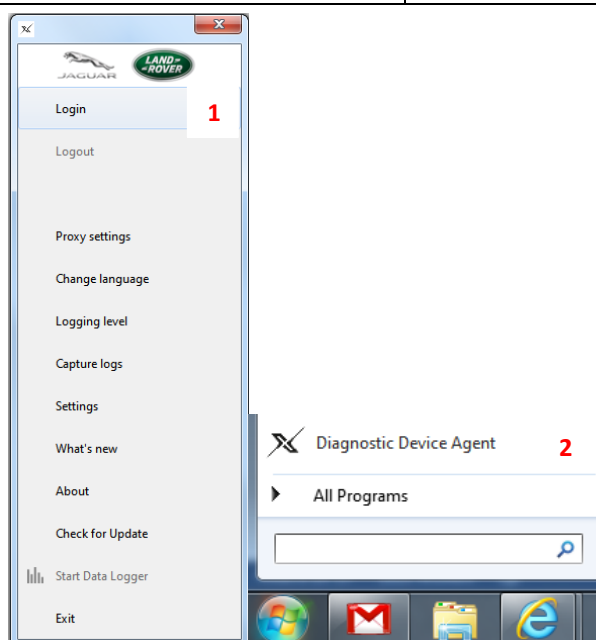 JAGUAR
LAND-
-ROVER
Login
1
Logout
Proxy settings
Change language
Logging level
Capture logs
Settings
What's new
About
Check for Update
Start Data Logger
Exit
Diagnostic Device Agent
2
All Programs